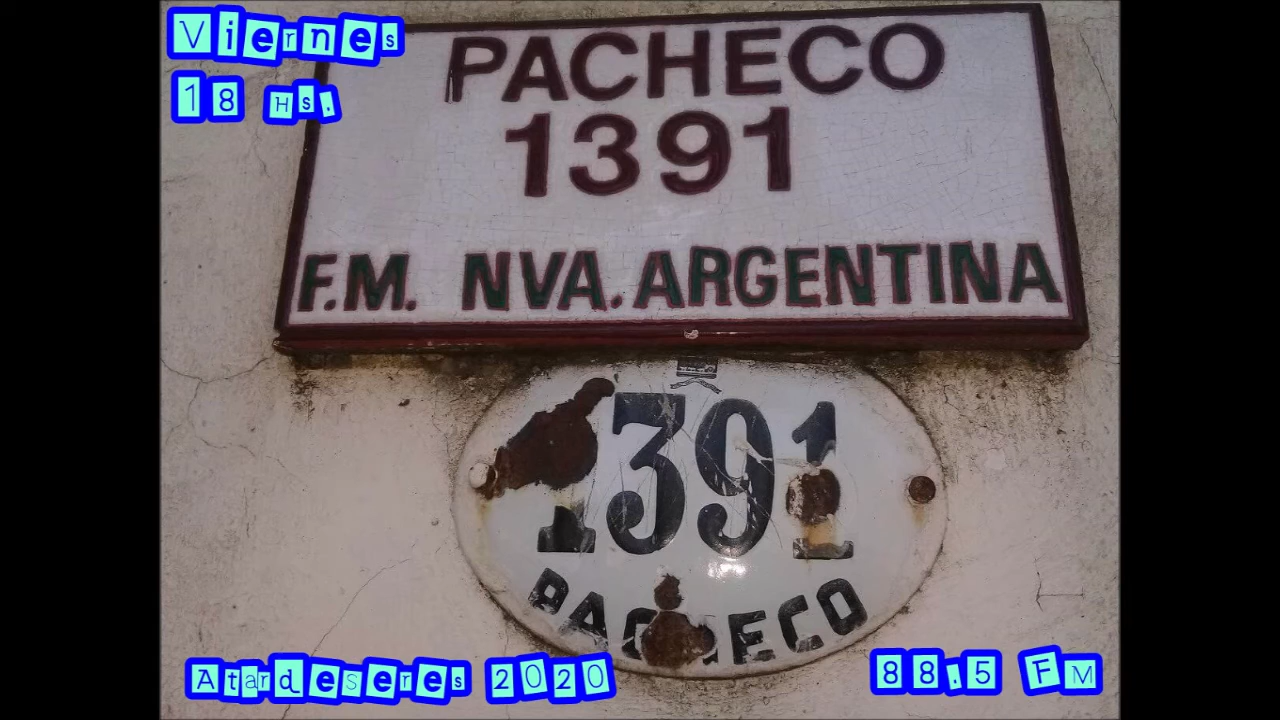 Viernes
18 Hs.
PACHECO
1391
F.M. NVA. ARGENTINA
1391
PACHECO
Atardeseres 2020
88.5 FM